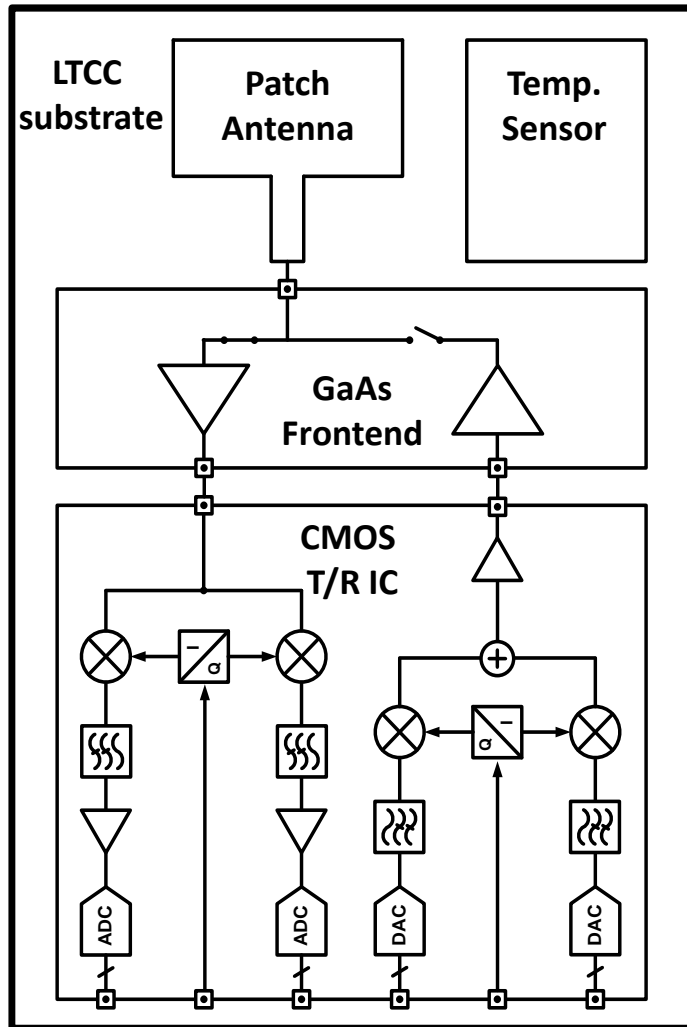 LTCC
substrate
Patch
Antenna
Temp.
Sensor
GaAs
Frontend
CMOS
T/R IC
I
Q
I
Q
ADC
ADC
DAC
DAC